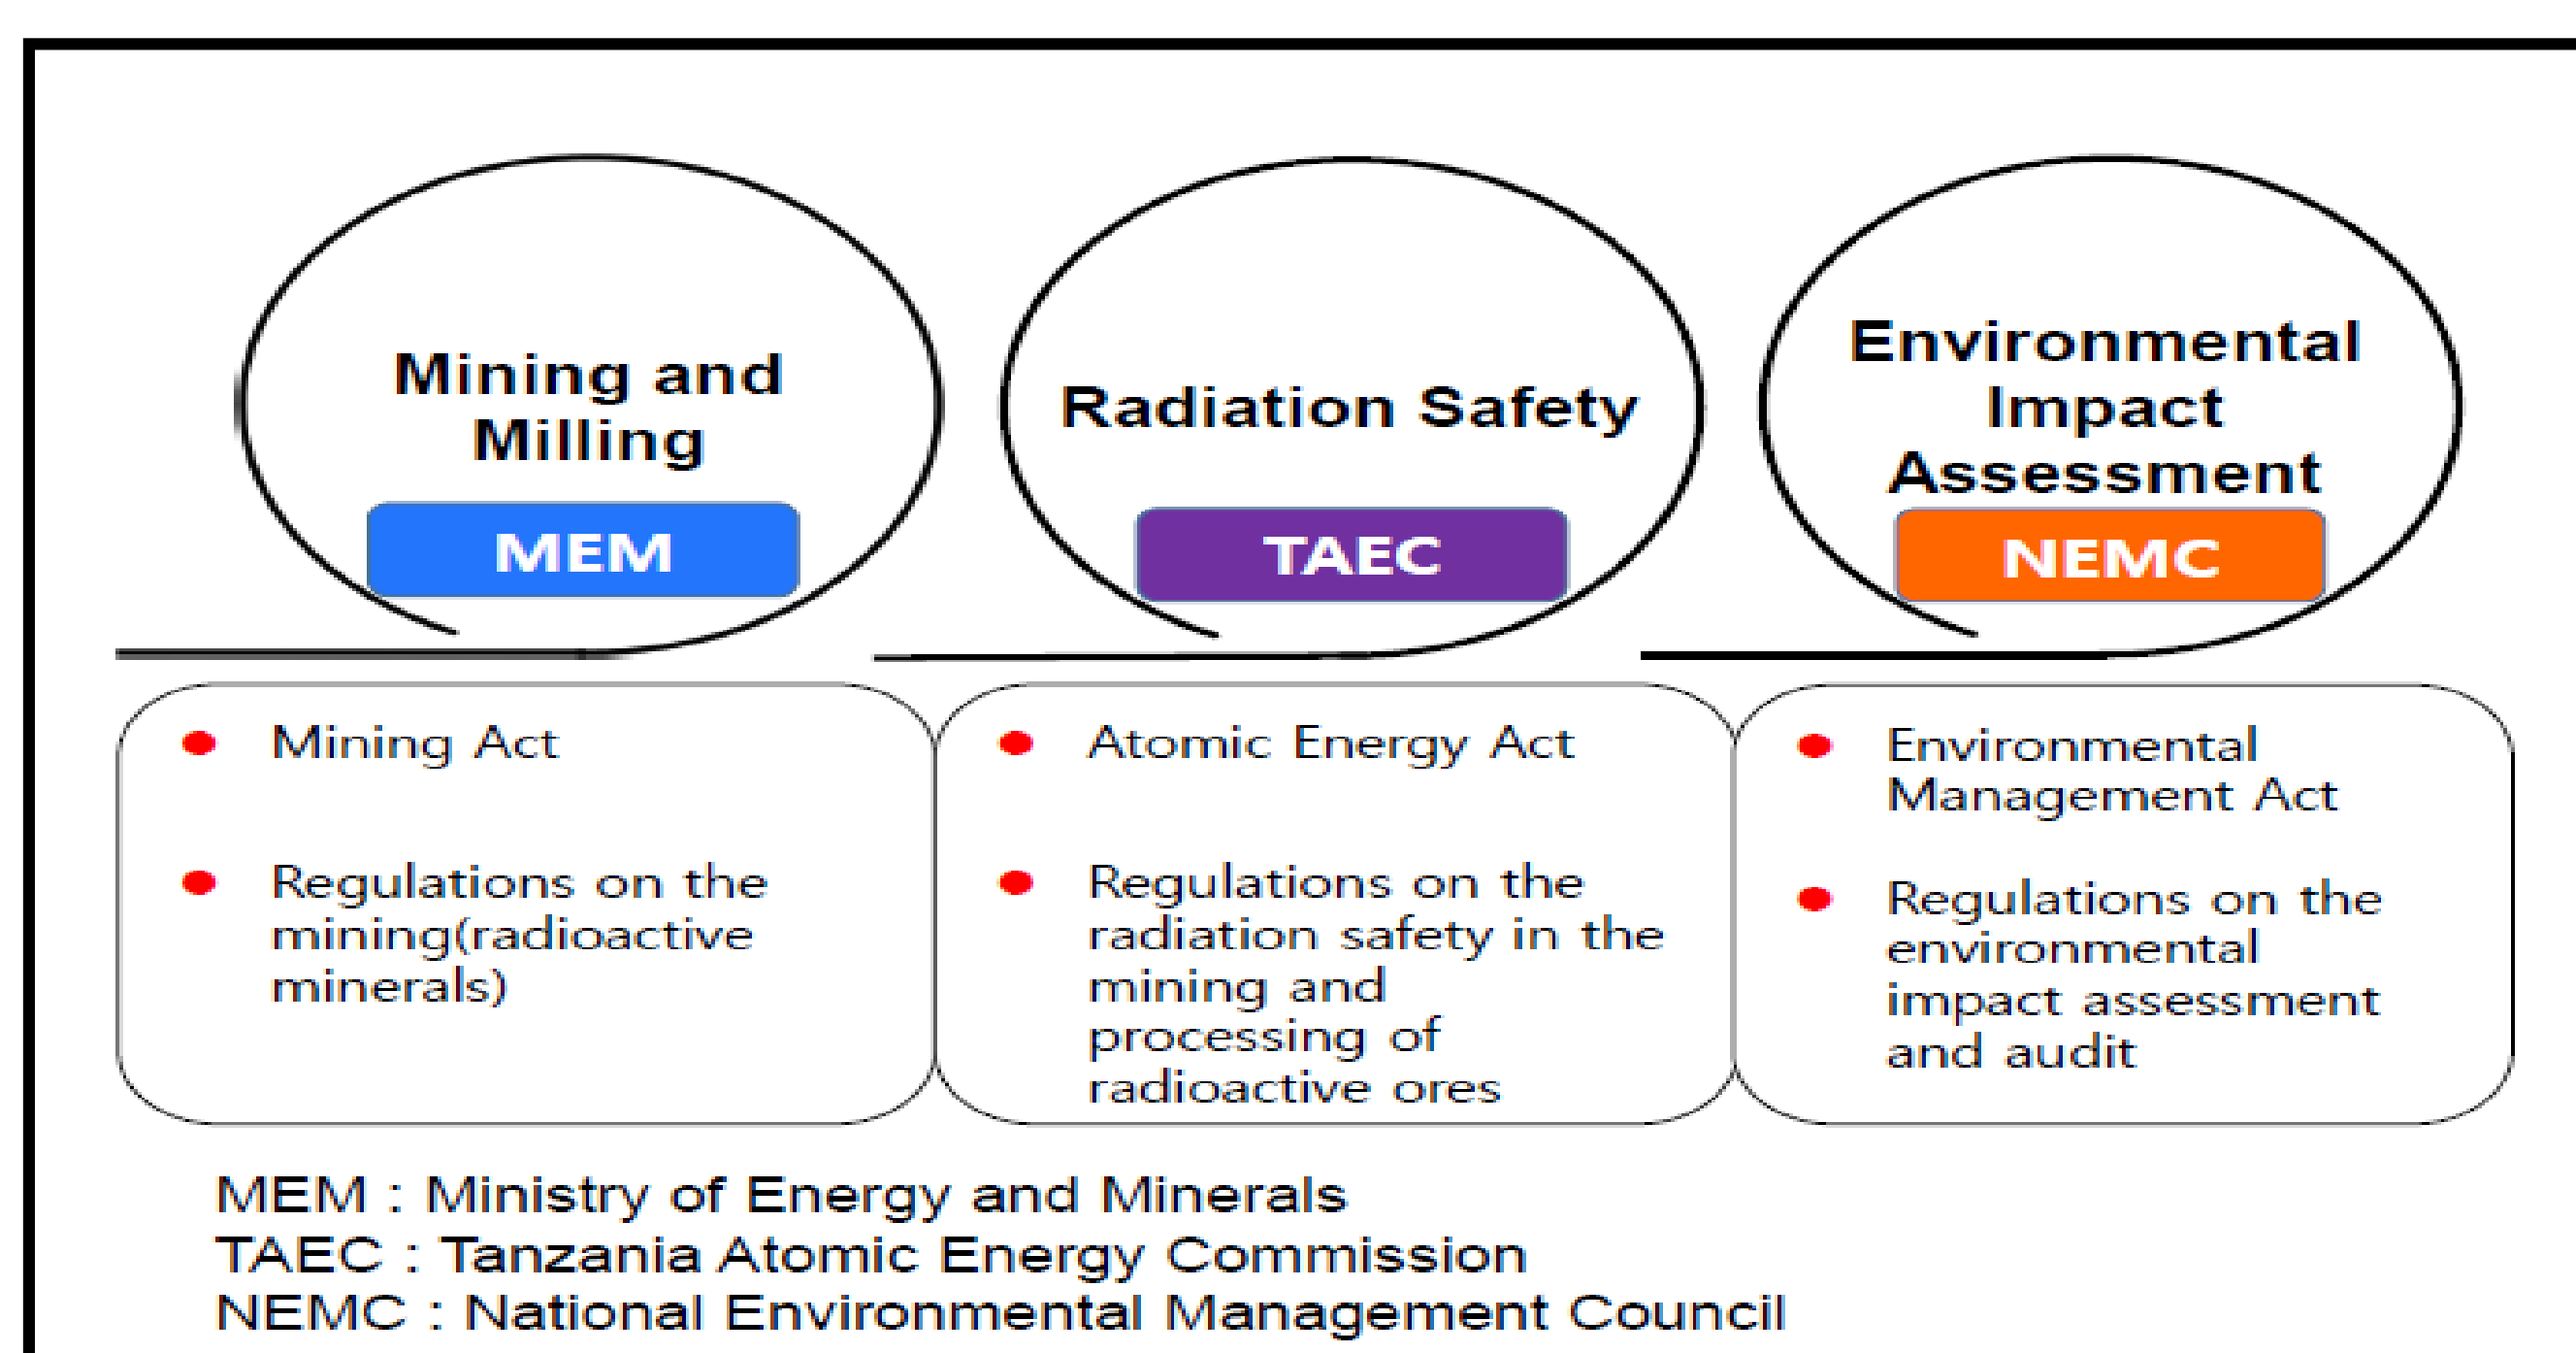 Mining and
Milling
MEM
Radiation Safety
TAEC
Environmental
Impact
Assessment
NEMC
Mining Act
Regulations on the
mining(radioactive
minerals)
Atomic Energy Act
Regulations on the
radiation safety in the
mining and
processing of
radioactive ores
Environmental
Management Act
Regulations on the
environmental
impact assessment
and audit
MEM : Ministry of Energy and Minerals
TAEC : Tanzania Atomic Energy Commission
NEMC : National Environmental Management Council